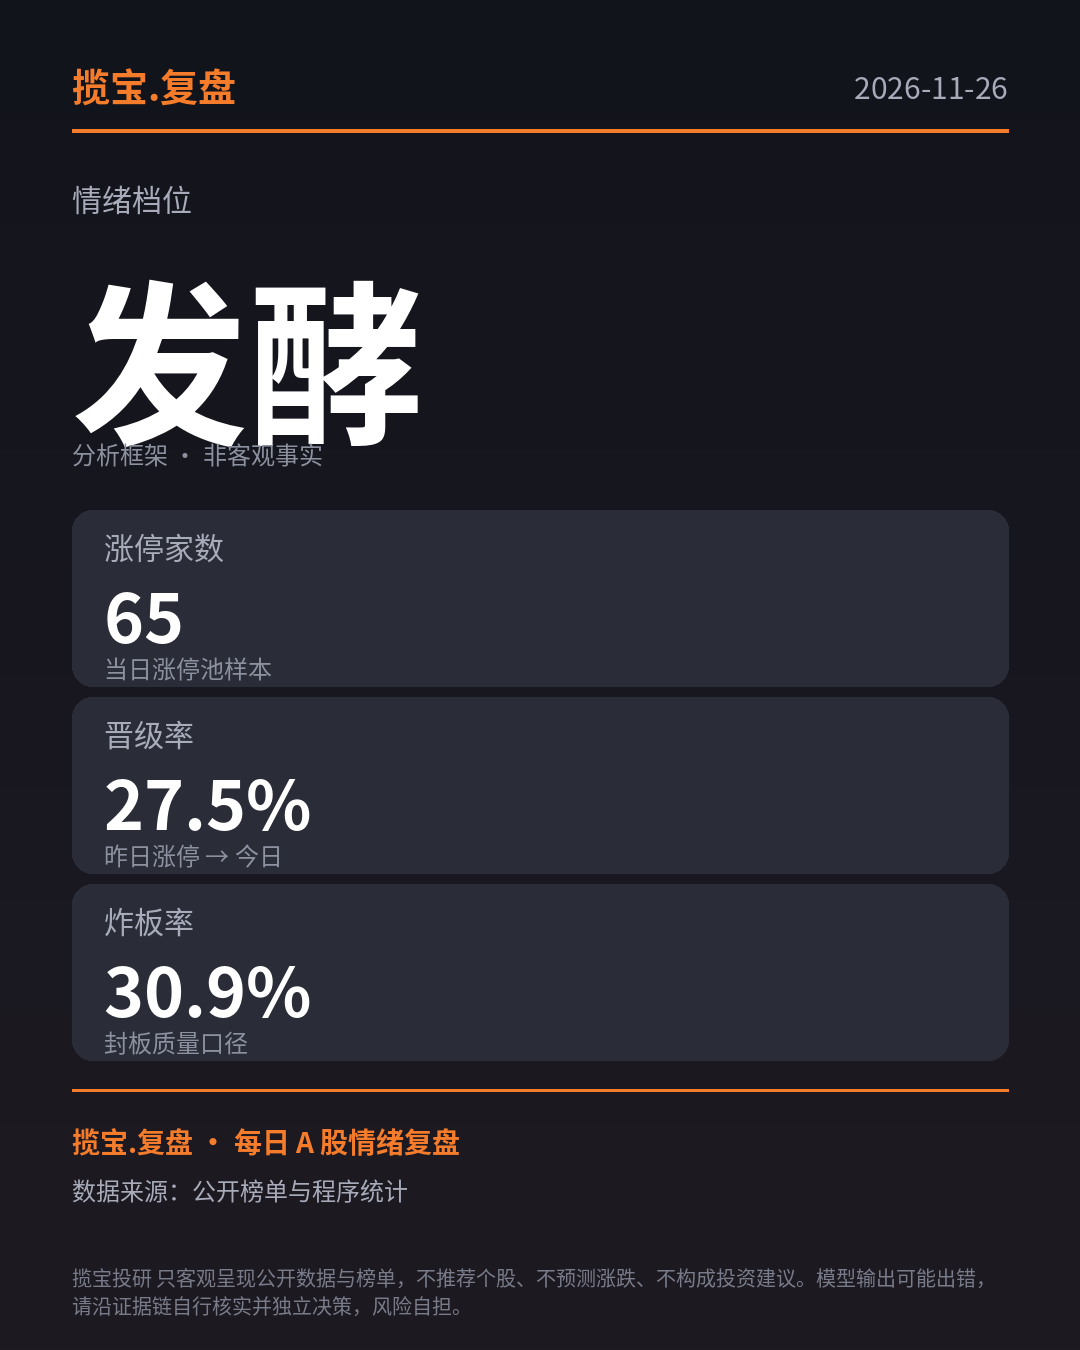 揽宝.复盘
2026-11-26
情绪档位
发酵
分析框架 · 非客观事实
涨停家数
65
当日涨停池样本
晋级率
27.5%
昨日涨停 → 今日
炸板率
30.9%
封板质量口径
揽宝.复盘 · 每日 A 股情绪复盘
数据来源：公开榜单与程序统计
揽宝投研 只客观呈现公开数据与榜单，不推荐个股、不预测涨跌、不构成投资建议。模型输出可能出错，
请沿证据链自行核实并独立决策，风险自担。